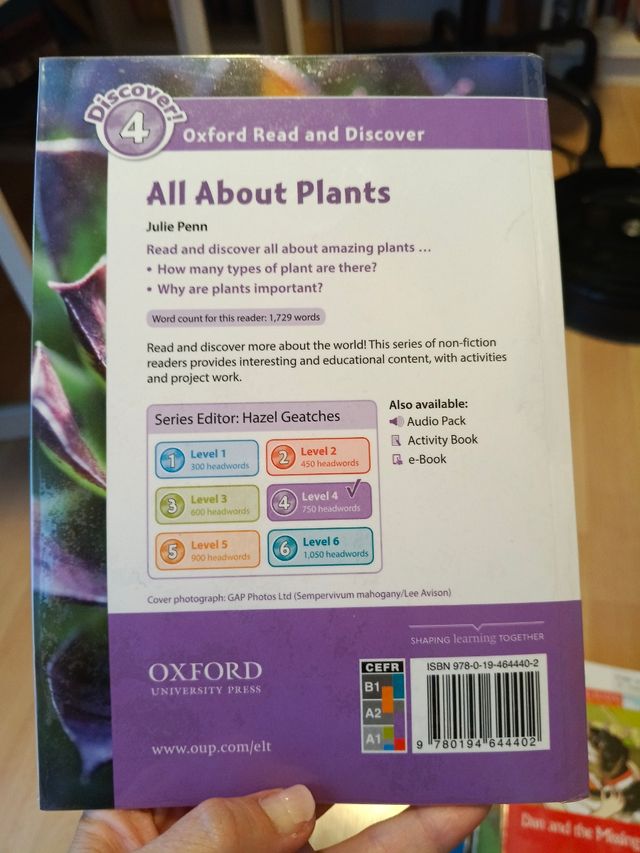 Discover!
4
Oxford Read and Discover
All About Plants
Julie Penn
Read and discover all about amazing plants ...
• How many types of plant are there?
• Why are plants important?
Word count for this reader: 1,729 words
Read and discover more about the world! This series of non-fiction
readers provides interesting and educational content, with activities
and project work.
Series Editor: Hazel Geatches
1 Level 1
300 headwords
2 Level 2
450 headwords
3 Level 3
600 headwords
4 Level 4
750 headwords
5 Level 5
900 headwords
6 Level 6
1,050 headwords
Also available:
Audio Pack
Activity Book
e-Book
Cover photograph: GAP Photos Ltd (Sempervivum mahogany/Lee Avison)
SHAPING learning TOGETHER
OXFORD
UNIVERSITY PRESS
www.oup.com/elt
CEFR
B1
A2
A1
ISBN 978-0-19-464440-2
9 780194 644402
and the Missing